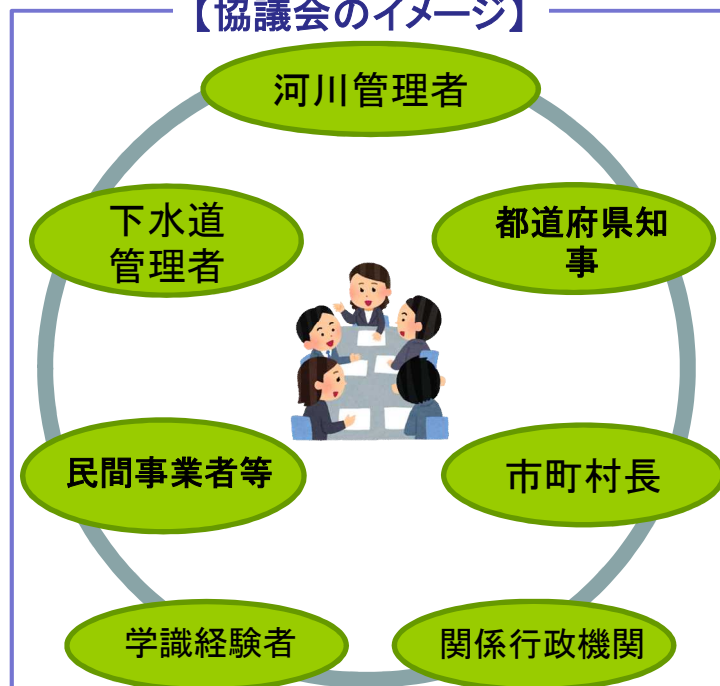 【協議会のイメージ】
河川管理者
下水道
管理者
都道府県知
事
民間事業者等
市町村長
学識経験者
関係行政機関